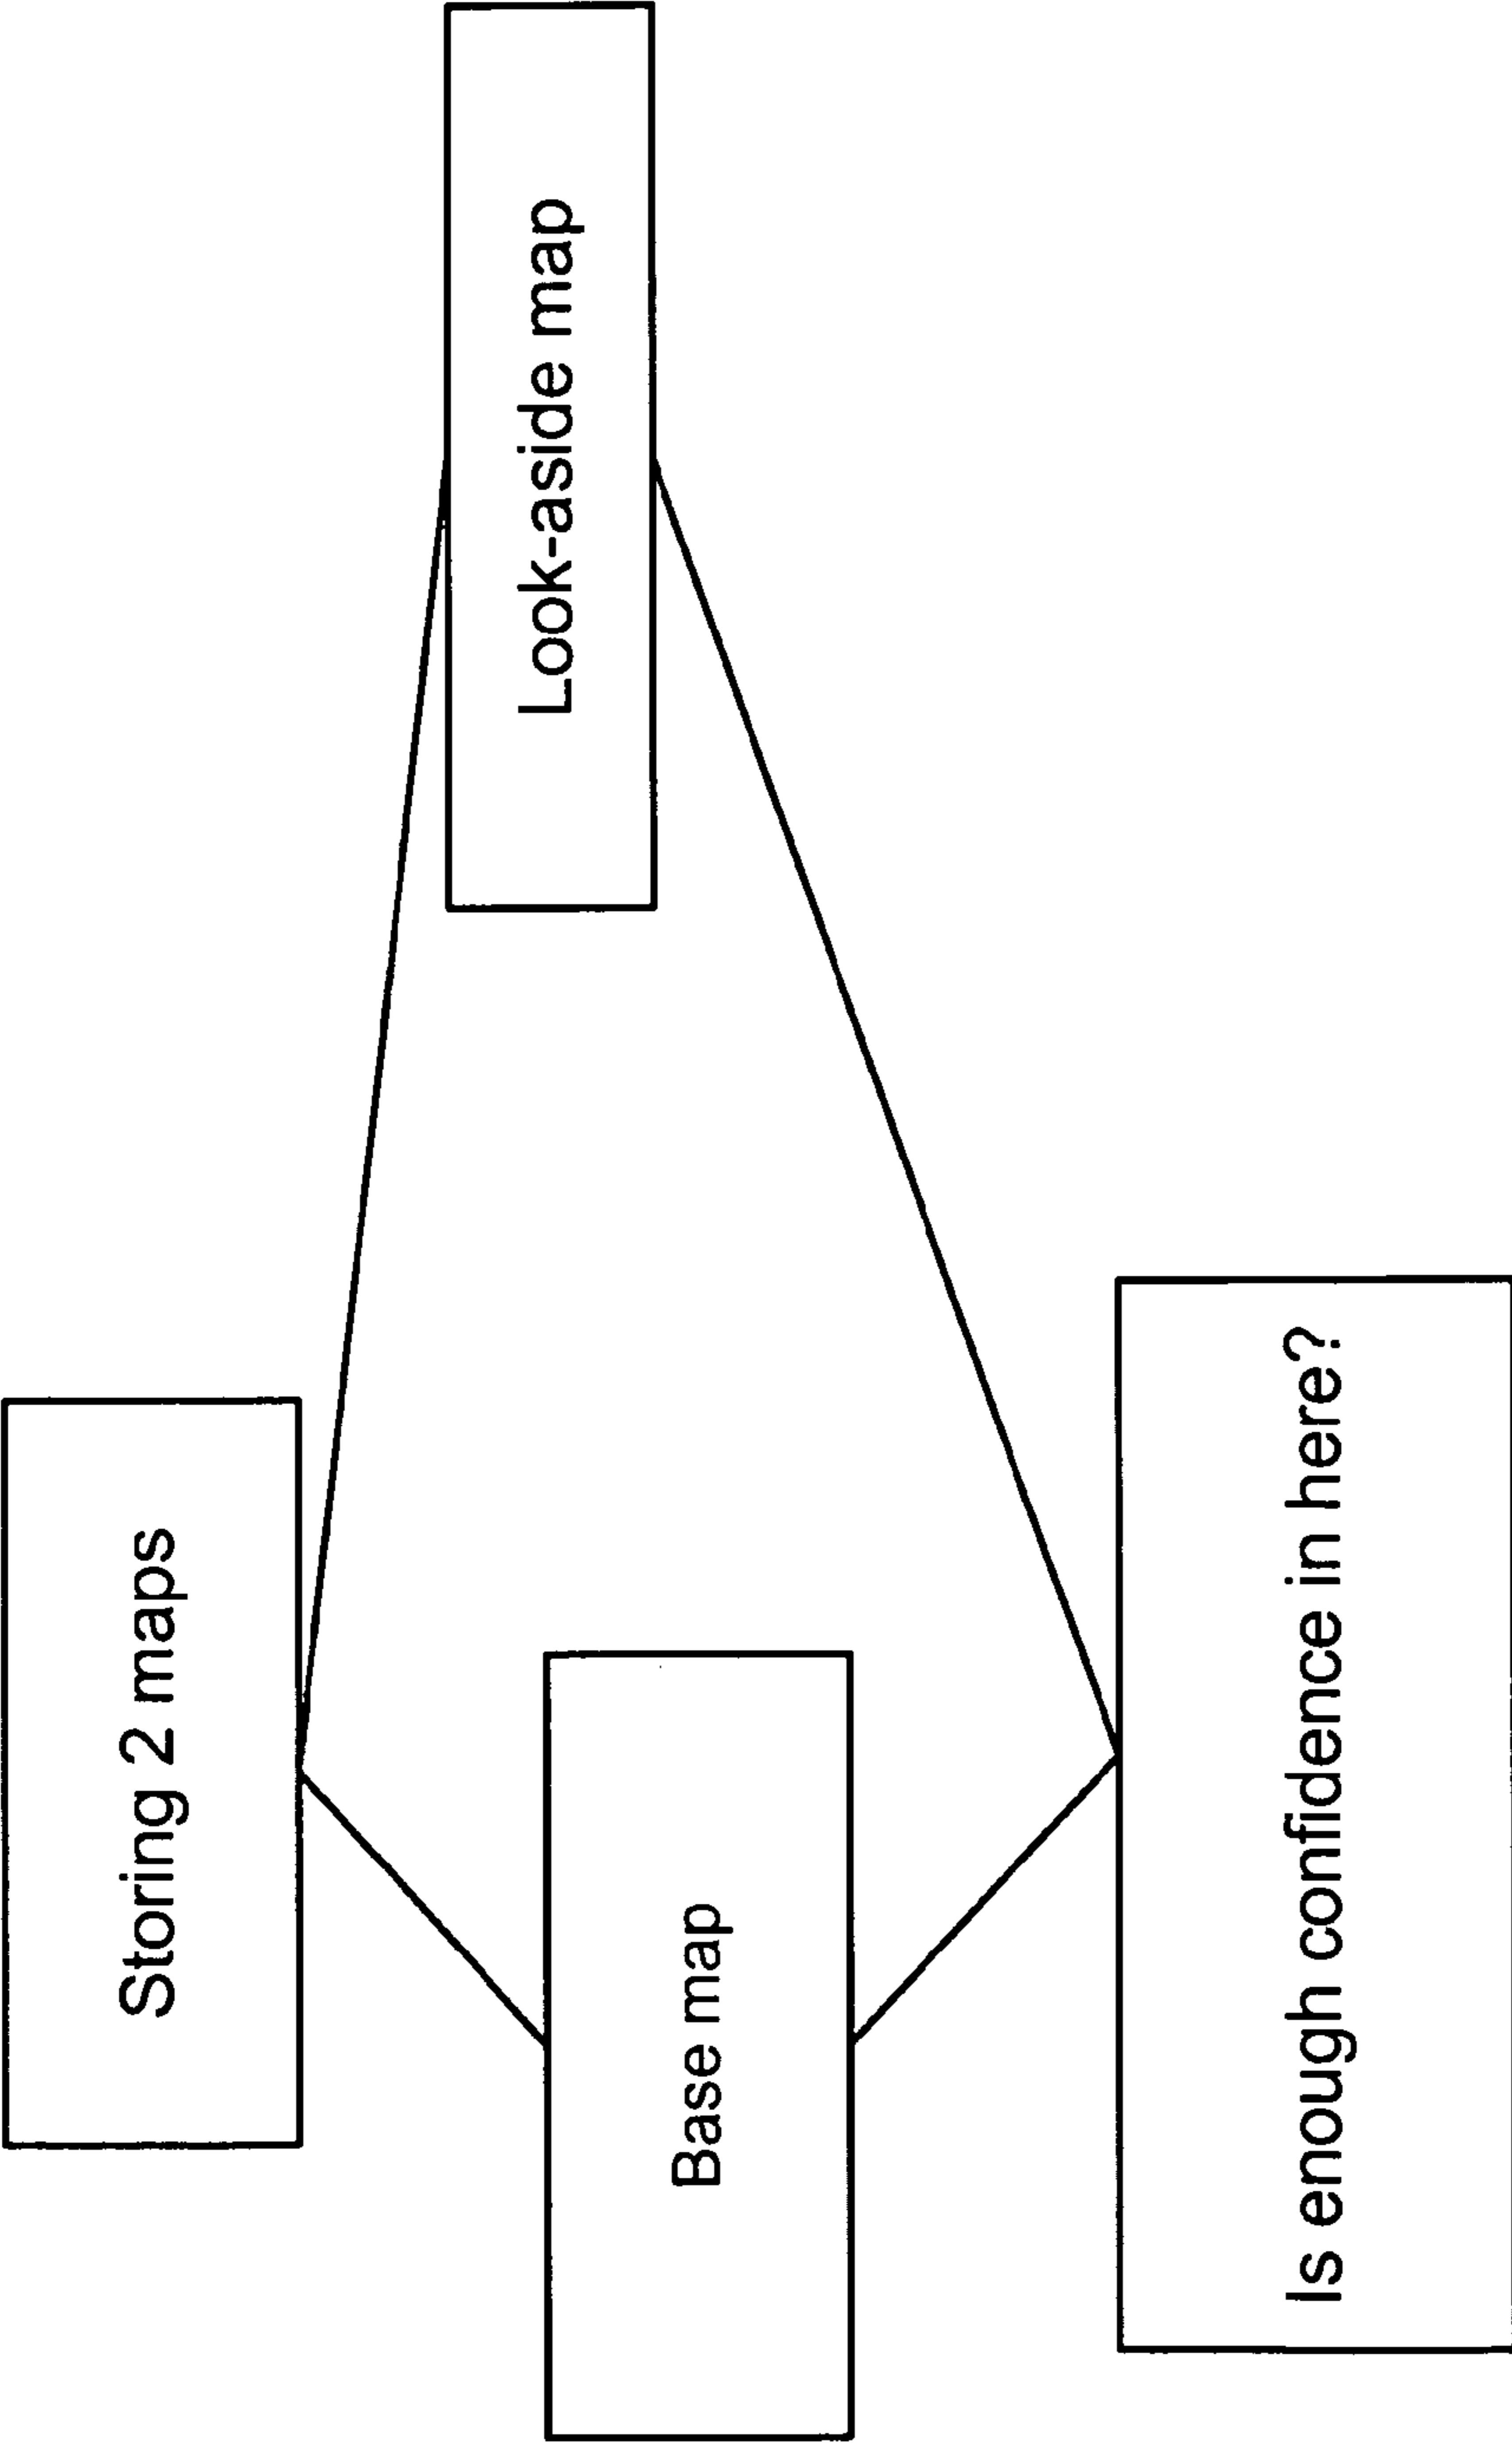 Storing 2 maps
Look-aside map
Base map
Is enough confidence in here?